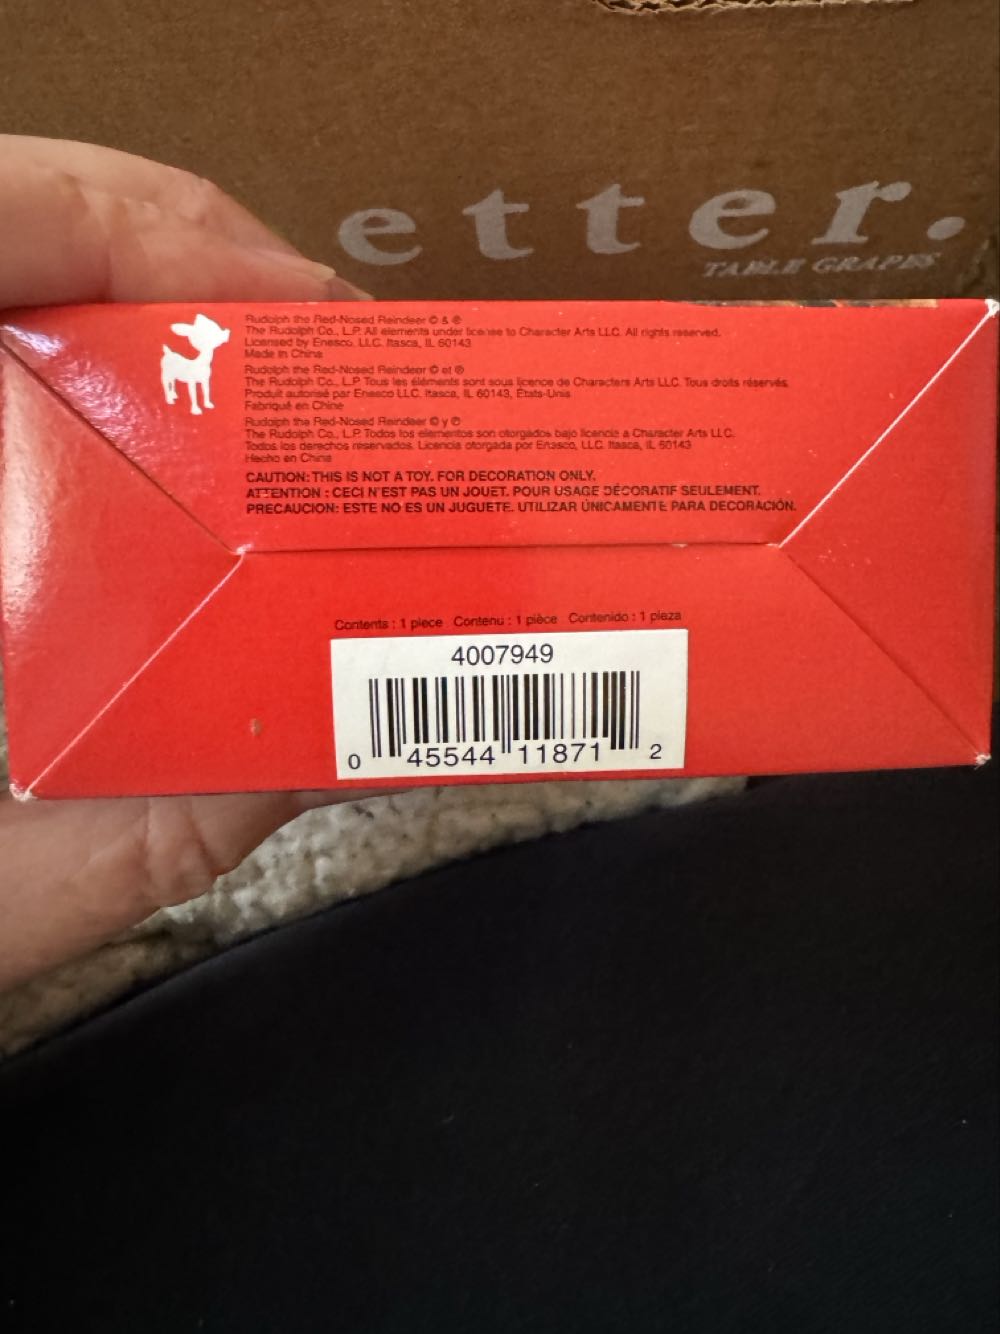 etter.
TABLE GRAPES
Rudolph the Red-Nosed Reindeer © & ®
The Rudolph Co., L.P. All elements under license to Character Arts LLC. All rights reserved.
Licensed by Enesco, LLC. Itasca, IL 60143
Made in China
Rudolph the Red-Nosed Reindeer © et ®
The Rudolph Co., L.P. Tous les éléments sont sous licence de Characters Arts LLC. Tous droits réservés.
Produit autorisé par Enesco LLC. Itasca, IL 60143, États-Unis
Fabriqué en Chine
Rudolph the Red-Nosed Reindeer © y ®
The Rudolph Co., L.P. Todos los elementos son otorgados bajo licencia a Character Arts LLC.
Todos los derechos reservados. Licencia otorgada por Enesco, LLC. Itasca, IL 60143
Hecho en China
CAUTION: THIS IS NOT A TOY. FOR DECORATION ONLY.
ATTENTION : CECI N'EST PAS UN JOUET. POUR USAGE DÉCORATIF SEULEMENT.
PRECAUCION: ESTE NO ES UN JUGUETE. UTILIZAR ÚNICAMENTE PARA DECORACIÓN.
Contents : 1 piece Contenu : 1 pièce Contenido : 1 pieza
4007949
0 45544 11871 2